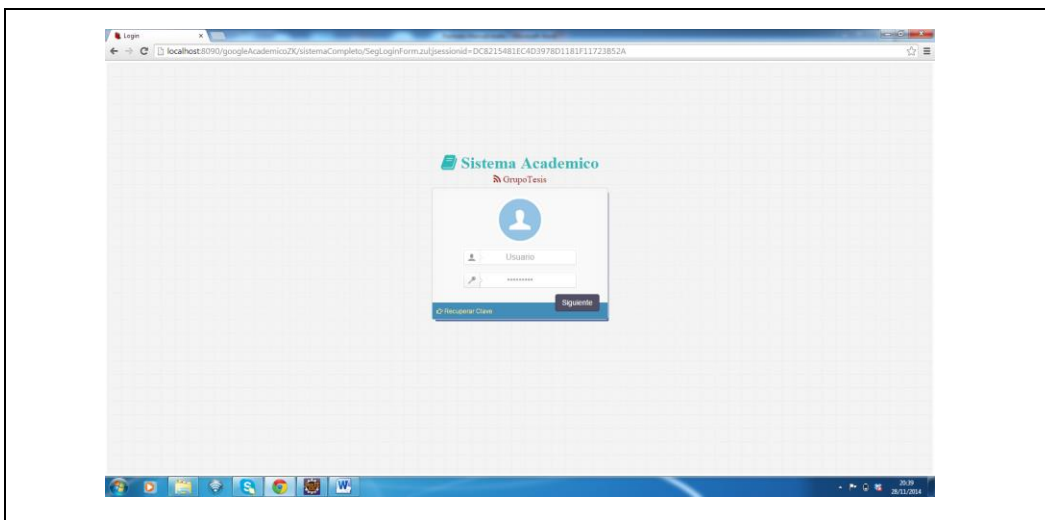 Login
localhost:8090/googleAcademicoZK/sistemaCompleto/SegLoginForm.zul;jsessionid=DC8215481EC4D3978D1181F11723B52A
Sistema Academico
GrupoTesis
Usuario
*********
Siguiente
Recuperar Clave
20:39
28/11/2014